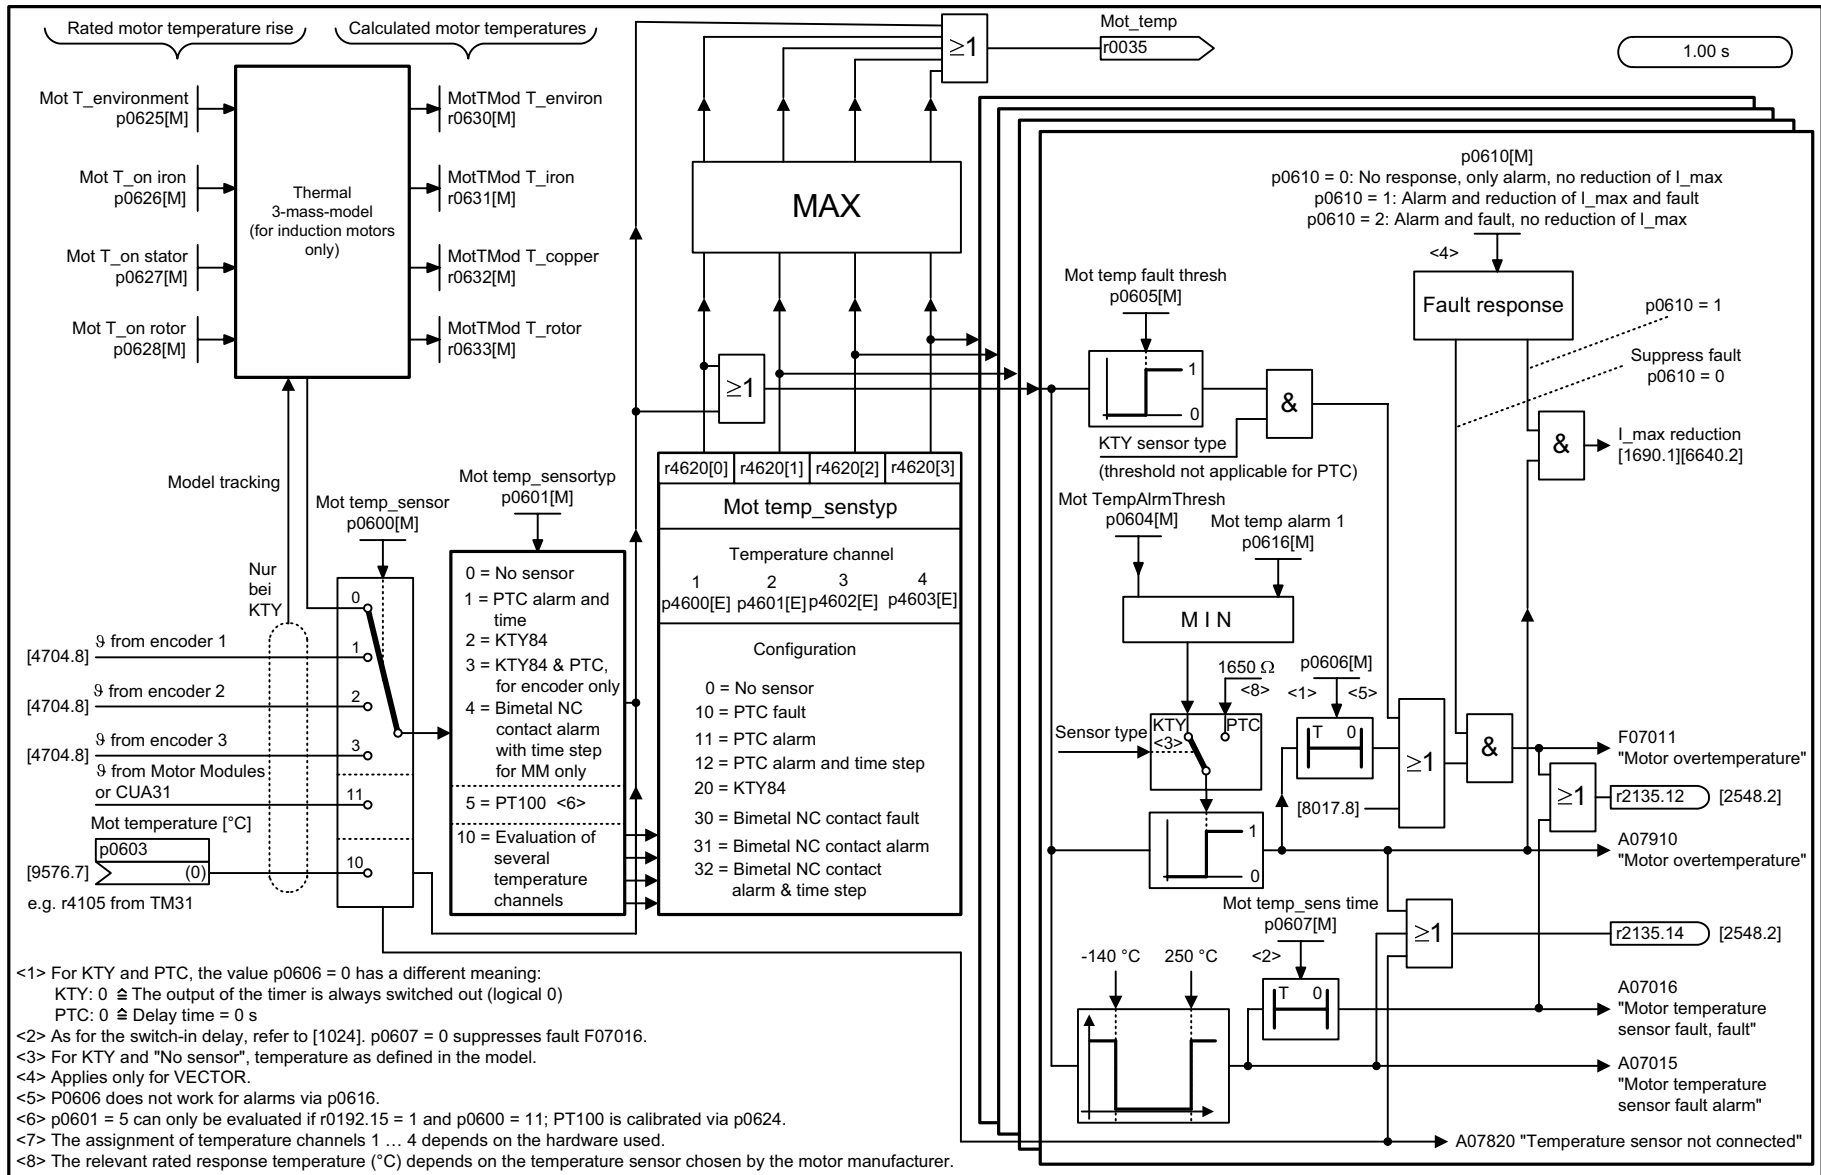 Rated motor temperature rise
Calculated motor temperatures
Mot T_environment
p0625[M]
Mot T_on iron
p0626[M]
Mot T_on stator
p0627[M]
Mot T_on rotor
p0628[M]
Thermal
3-mass-model
(for induction motors
only)
MotTMod T_environ
r0630[M]
MotTMod T_iron
r0631[M]
MotTMod T_copper
r0632[M]
MotTMod T_rotor
r0633[M]
≥1
Mot_temp
r0035
1.00 s
MAX
≥1
Model tracking
Nur
bei
KTY
Mot temp_sensor
p0600[M]
0
1
2
3
11
10
[4704.8]
ϑ from encoder 1
[4704.8]
ϑ from encoder 2
[4704.8]
ϑ from encoder 3
ϑ from Motor Modules
or CUA31
Mot temperature [°C]
p0603
(0)
[9576.7]
e.g. r4105 from TM31
Mot temp_sensortyp
p0601[M]
0 = No sensor
1 = PTC alarm and
time
2 = KTY84
3 = KTY84 & PTC,
for encoder only
4 = Bimetal NC
contact alarm
with time step
for MM only
5 = PT100 <6>
10 = Evaluation of
several
temperature
channels
r4620[0] r4620[1] r4620[2] r4620[3]
Mot temp_senstyp
Temperature channel
1 2 3 4
p4600[E] p4601[E] p4602[E] p4603[E]
Configuration
0 = No sensor
10 = PTC fault
11 = PTC alarm
12 = PTC alarm and time step
20 = KTY84
30 = Bimetal NC contact fault
31 = Bimetal NC contact alarm
32 = Bimetal NC contact
alarm & time step
p0610[M]
p0610 = 0: No response, only alarm, no reduction of I_max
p0610 = 1: Alarm and reduction of I_max and fault
p0610 = 2: Alarm and fault, no reduction of I_max
<4>
Fault response
p0610 = 1
Suppress fault
p0610 = 0
Mot temp fault thresh
p0605[M]
1
0
&
KTY sensor type
(threshold not applicable for PTC)
&
I_max reduction
[1690.1][6640.2]
Mot TempAlrmThresh
p0604[M]
Mot temp alarm 1
p0616[M]
M I N
1650 Ω
<8>
Sensor type
KTY
PTC
<3>
p0606[M]
<1>
<5>
T 0
[8017.8]
≥1
&
≥1
F07011
"Motor overtemperature"
r2135.12
[2548.2]
1
0
A07910
"Motor overtemperature"
Mot temp_sens time
p0607[M]
<2>
T 0
≥1
r2135.14
[2548.2]
-140 °C
250 °C
A07016
"Motor temperature
sensor fault, fault"
A07015
"Motor temperature
sensor fault alarm"
A07820 "Temperature sensor not connected"
<1> For KTY and PTC, the value p0606 = 0 has a different meaning:
KTY: 0 ≙ The output of the timer is always switched out (logical 0)
PTC: 0 ≙ Delay time = 0 s
<2> As for the switch-in delay, refer to [1024]. p0607 = 0 suppresses fault F07016.
<3> For KTY and "No sensor", temperature as defined in the model.
<4> Applies only for VECTOR.
<5> P0606 does not work for alarms via p0616.
<6> p0601 = 5 can only be evaluated if r0192.15 = 1 and p0600 = 11; PT100 is calibrated via p0624.
<7> The assignment of temperature channels 1 … 4 depends on the hardware used.
<8> The relevant rated response temperature (°C) depends on the temperature sensor chosen by the motor manufacturer.